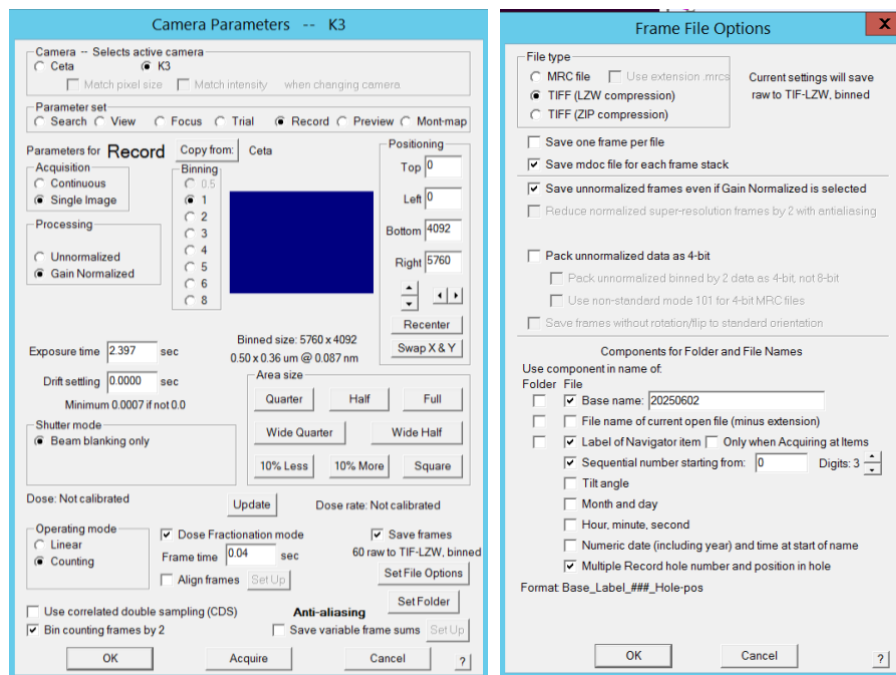 Camera Parameters -- K3
Camera -- Selects active camera
Ceta K3
Match pixel size Match intensity when changing camera
Parameter set
Search View Focus Trial Record Preview Mont-map
Parameters for Record Copy from: Ceta
Acquisition
Continuous
Single Image
Processing
Unnormalized
Gain Normalized
Binning
0.5
1
2
3
4
5
6
8
Positioning
Top 0
Left 0
Bottom 4092
Right 5760
Recenter
Swap X & Y
Binned size: 5760 x 4092
0.50 x 0.36 um @ 0.087 nm
Exposure time 2.397 sec
Drift settling 0.0000 sec
Minimum 0.0007 if not 0.0
Shutter mode
Beam blanking only
Area size
Quarter Half Full
Wide Quarter Wide Half
10% Less 10% More Square
Dose: Not calibrated Update Dose rate: Not calibrated
Operating mode
Linear
Counting
Dose Fractionation mode
Frame time 0.04 sec
Align frames Set Up
Save frames
60 raw to TIF-LZW, binned
Set File Options
Set Folder
Use correlated double sampling (CDS) Anti-aliasing
Bin counting frames by 2 Save variable frame sums Set Up
OK Acquire Cancel ?
Frame File Options X
File type
MRC file Use extension .mrcs
TIFF (LZW compression)
TIFF (ZIP compression)
Current settings will save
raw to TIF-LZW, binned
Save one frame per file
Save mdoc file for each frame stack
Save unnormalized frames even if Gain Normalized is selected
Reduce normalized super-resolution frames by 2 with antialiasing
Pack unnormalized data as 4-bit
Pack unnormalized binned by 2 data as 4-bit, not 8-bit
Use non-standard mode 101 for 4-bit MRC files
Save frames without rotation/flip to standard orientation
Components for Folder and File Names
Use component in name of:
Folder File
Base name: 20250602
File name of current open file (minus extension)
Label of Navigator item Only when Acquiring at Items
Sequential number starting from: 0 Digits: 3
Tilt angle
Month and day
Hour, minute, second
Numeric date (including year) and time at start of name
Multiple Record hole number and position in hole
Format: Base_Label_###_Hole-pos
OK Cancel ?